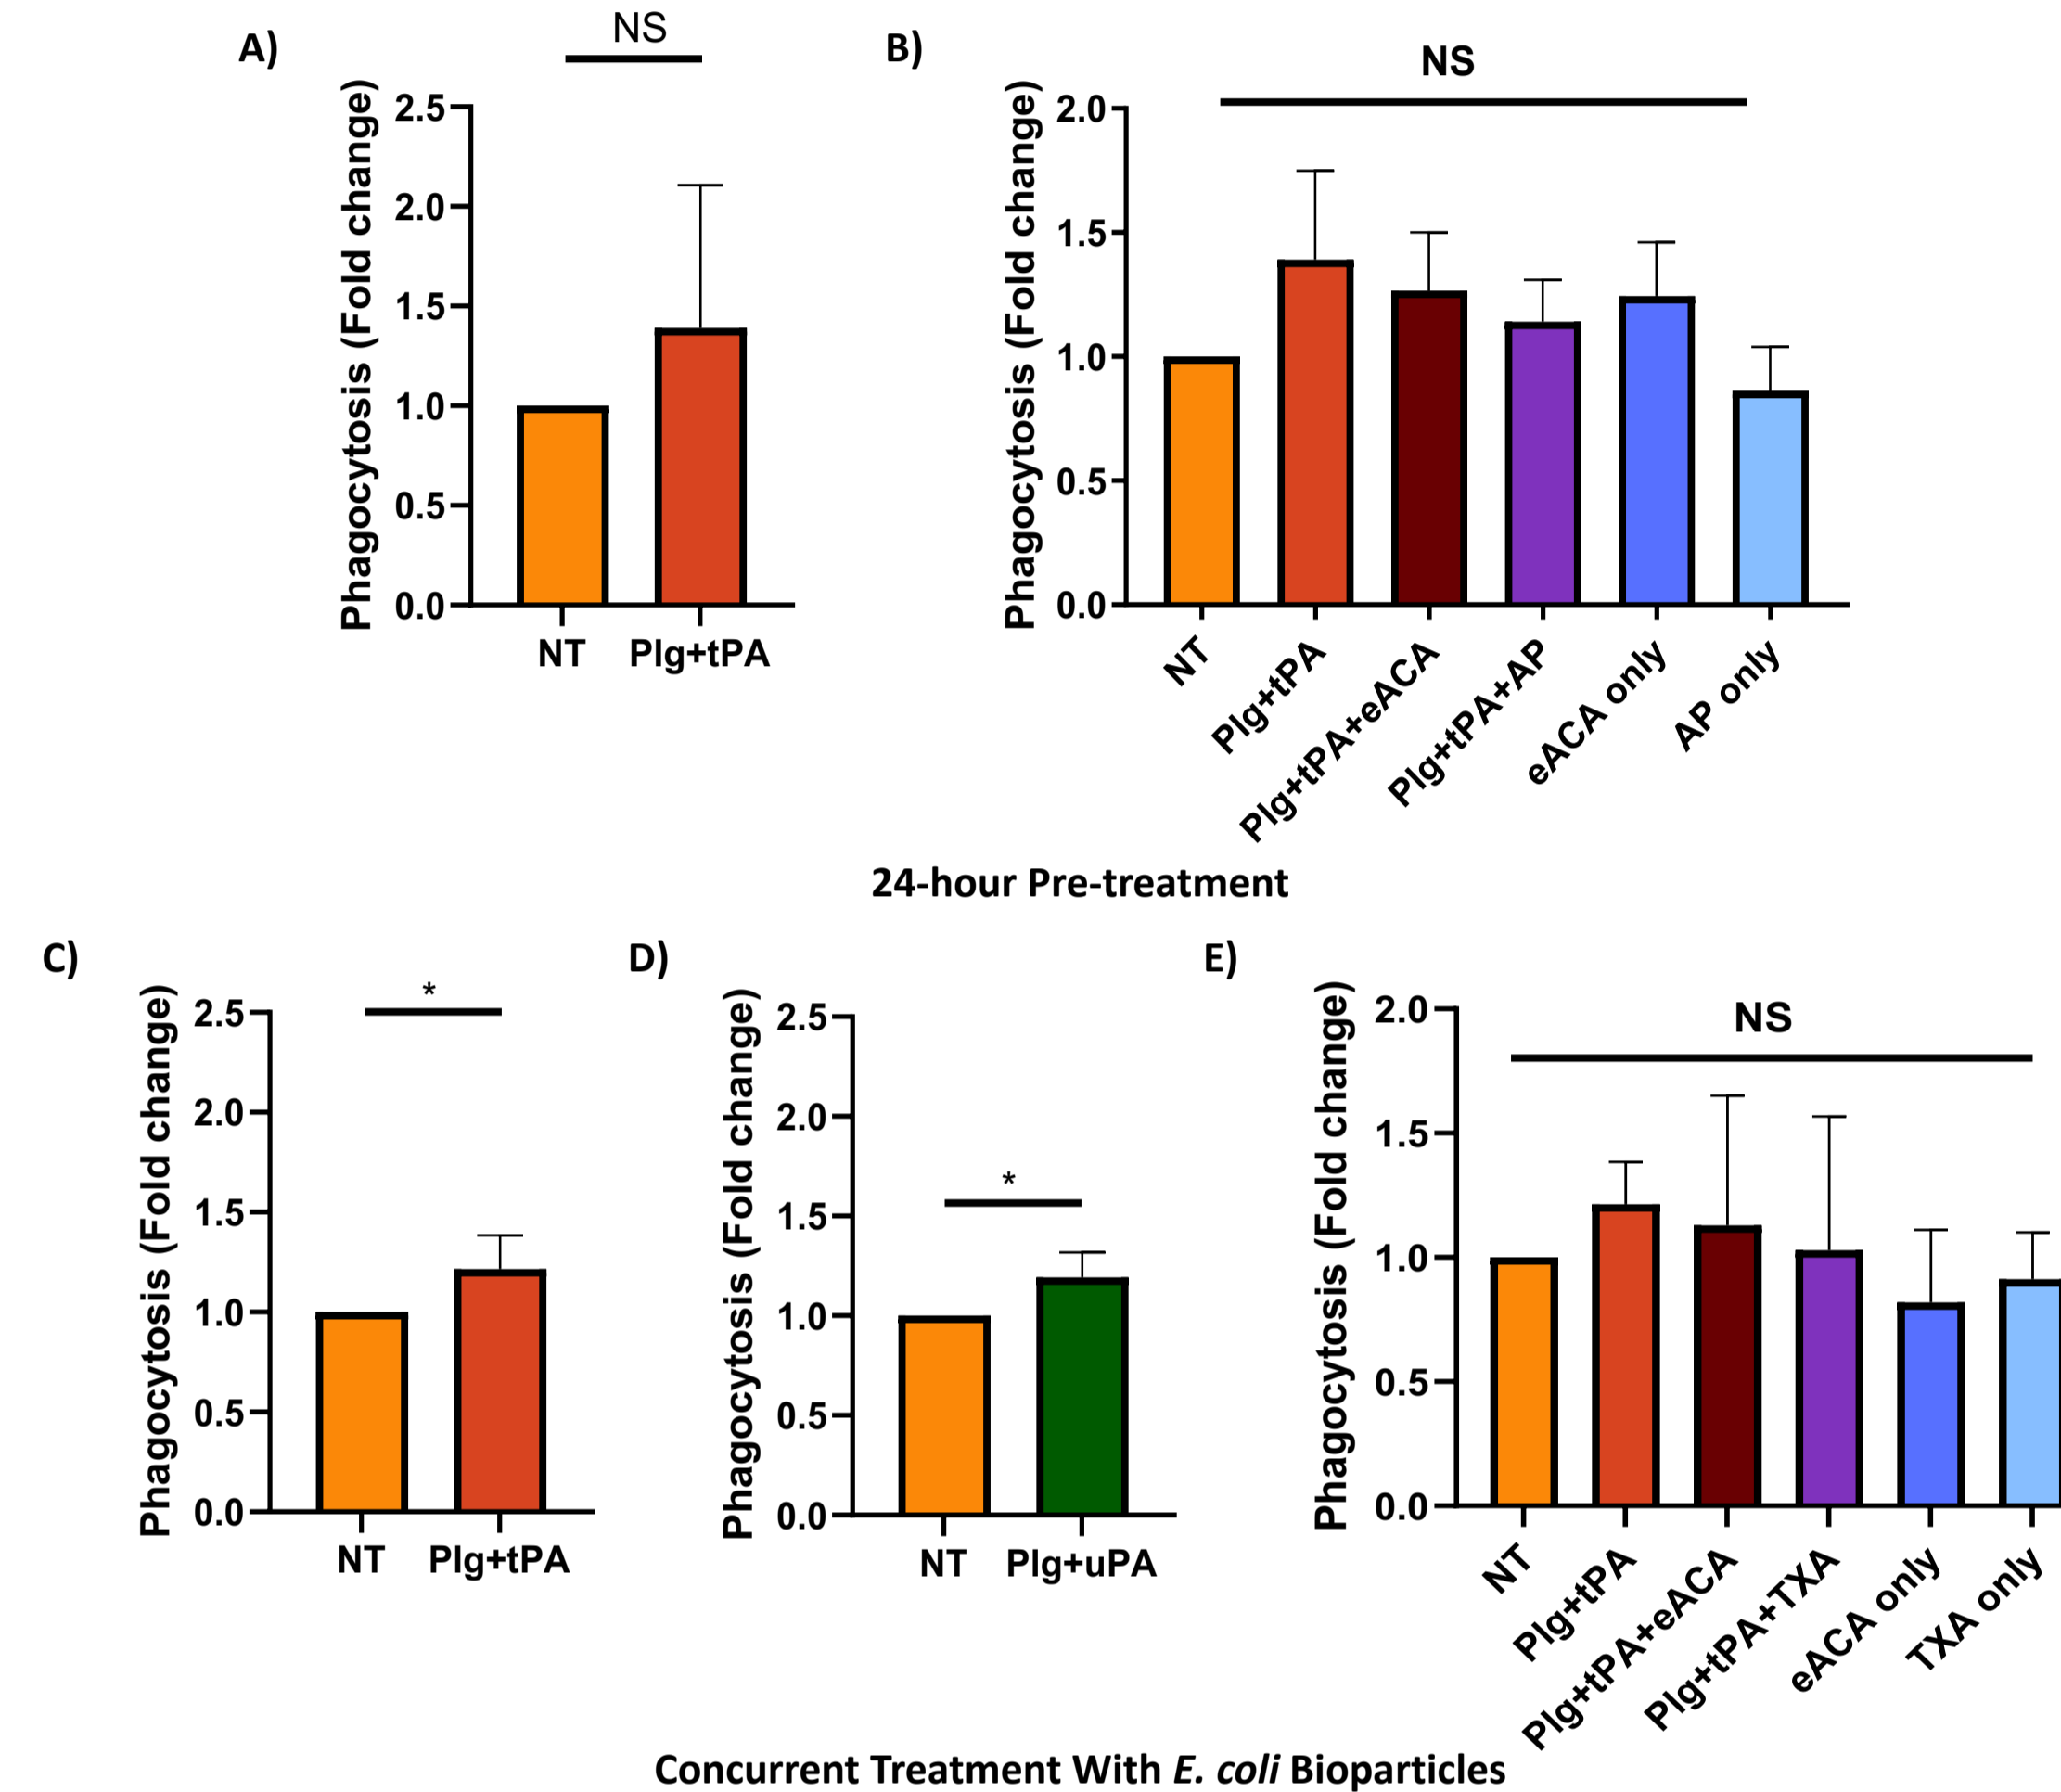 A)
NS
Phagocytosis (Fold change)
2.5
2.0
1.5
1.0
0.5
0.0
NT
Plg+tPA
B)
NS
Phagocytosis (Fold change)
2.0
1.5
1.0
0.5
0.0
NT
Plg+tPA
Plg+tPA+eACA
Plg+tPA+AP
eACA only
AP only
24-hour Pre-treatment
C)
*
Phagocytosis (Fold change)
2.5
2.0
1.5
1.0
0.5
0.0
NT
Plg+tPA
D)
*
Phagocytosis (Fold change)
2.5
2.0
1.5
1.0
0.5
0.0
NT
Plg+uPA
E)
NS
Phagocytosis (Fold change)
2.0
1.5
1.0
0.5
0.0
NT
Plg+tPA
Plg+tPA+eACA
Plg+tPA+TXA
eACA only
TXA only
Concurrent Treatment With E. coli Bioparticles